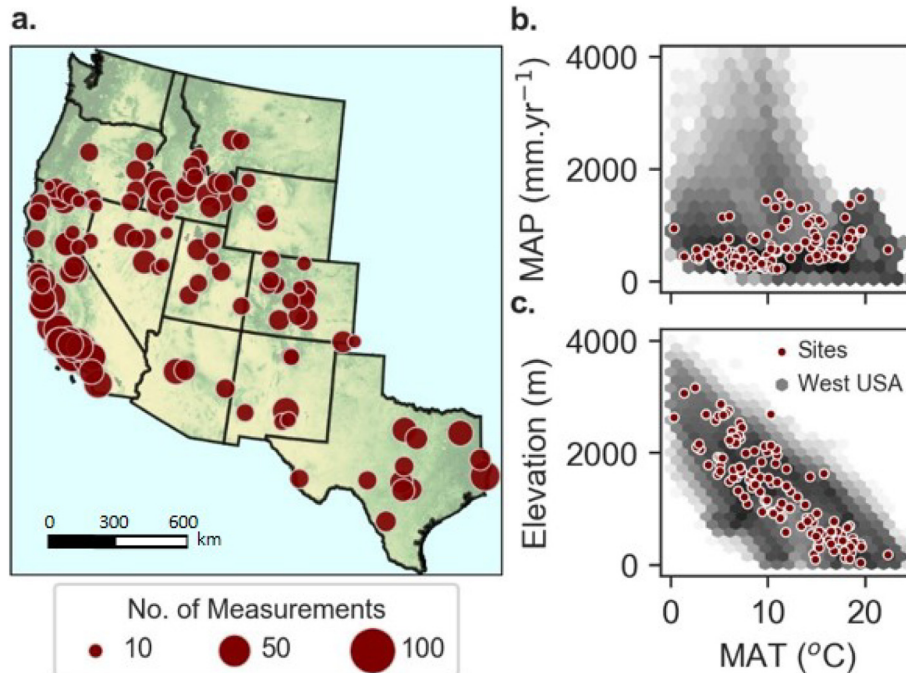 a.
0 300 600
km
No. of Measurements
10 50 100
b.
4000
2000
0
MAP (mm.yr⁻¹)
c.
Sites
West USA
4000
2000
0
Elevation (m)
0 10 20
MAT (°C)